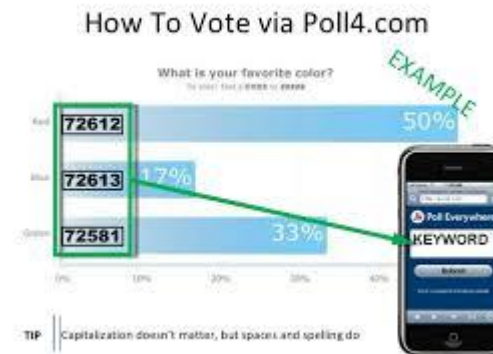 How To Vote via Poll4.com
EXAMPLE
What is your favorite color?
Red
72612
50%
Blue
72613
17%
Green
72581
33%
0%
10%
20%
30%
40%
Poll Everywhere
KEYWORD
Submit
TIP
Capitalization doesn't matter, but spaces and spelling do